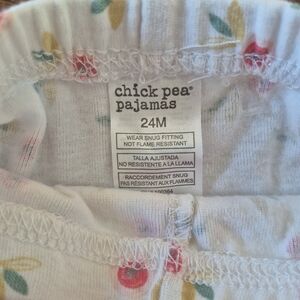 chick pea®
pajamas
24M
WEAR SNUG FITTING
NOT FLAME RESISTANT
TALLA AJUSTADA
NO RESISTENTE A LA LLAMA
RACCORDEMENT SNUG
PAS RÉSISTANT AUX FLAMMES